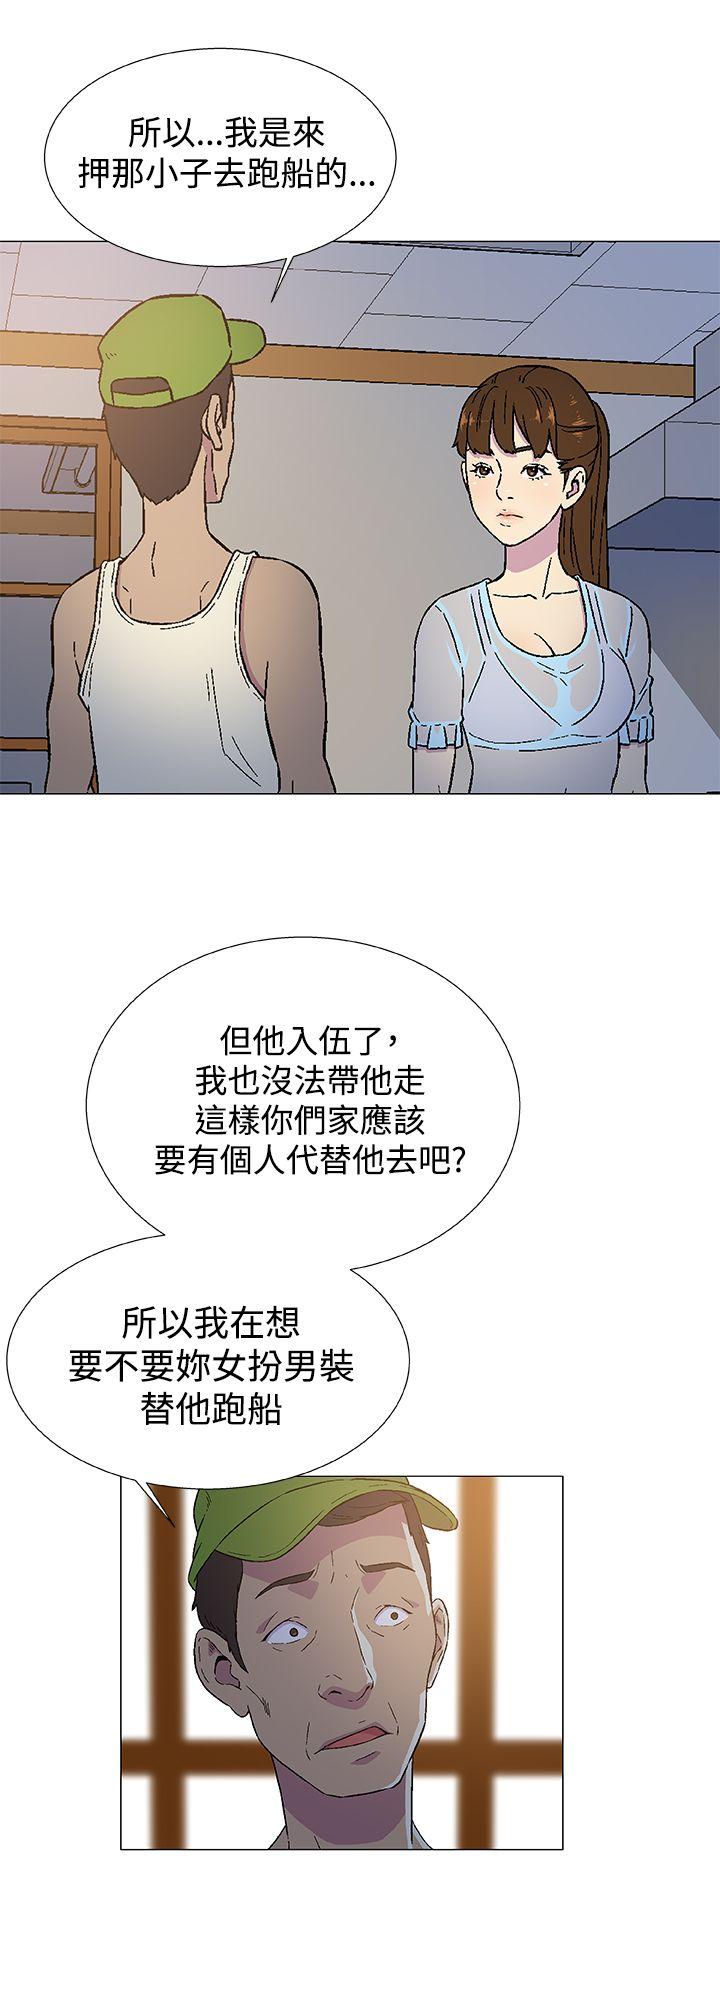 所以...我是來
押那小子去跑船的...
但他入伍了，
我也沒法帶他走
這樣你們家應該
要有個人代替他去吧?
所以我在想
要不要妳女扮男裝
替他跑船